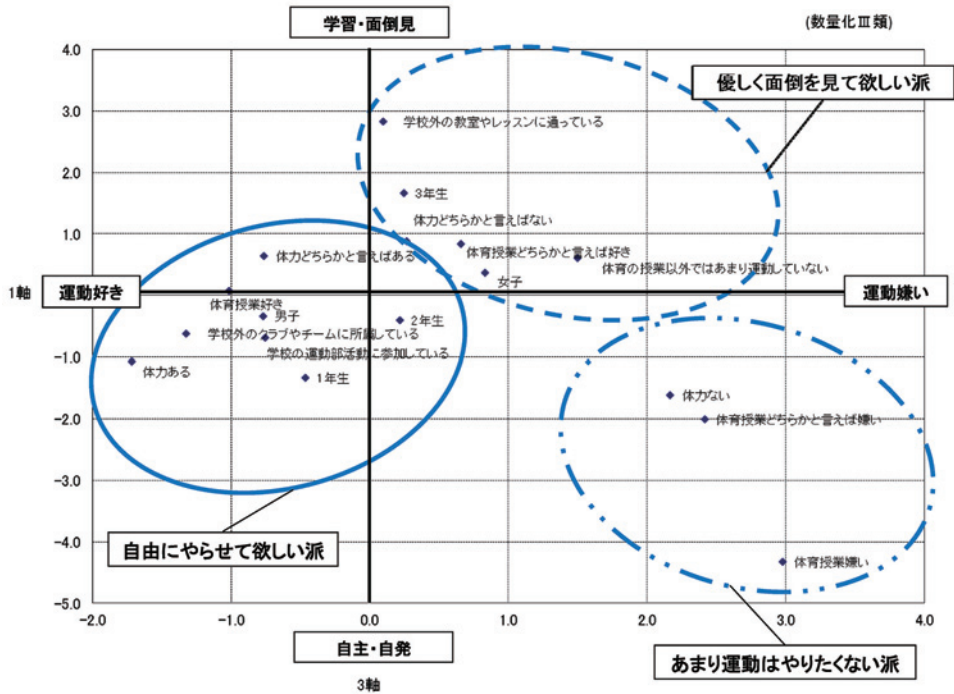 学習・面倒見
(数量化Ⅲ類)
4.0
優しく面倒を見て欲しい派
3.0
学校外の教室やレッスンに通っている
2.0
3年生
体力どちらかと言えばない
1.0
体力どちらかと言えばある
体育授業どちらかと言えば好き
体育の授業以外ではあまり運動していない
女子
1軸
運動好き
運動嫌い
体育授業好き
男子
2年生
学校外のクラブやチームに所属している
-1.0
学校の運動部活動に参加している
体力ある
1年生
体力ない
-2.0
体育授業どちらかと言えば嫌い
-3.0
-4.0
自由にやらせて欲しい派
体育授業嫌い
-5.0
-2.0 -1.0 0.0 1.0 2.0 3.0 4.0
自主・自発
あまり運動はやりたくない派
3軸